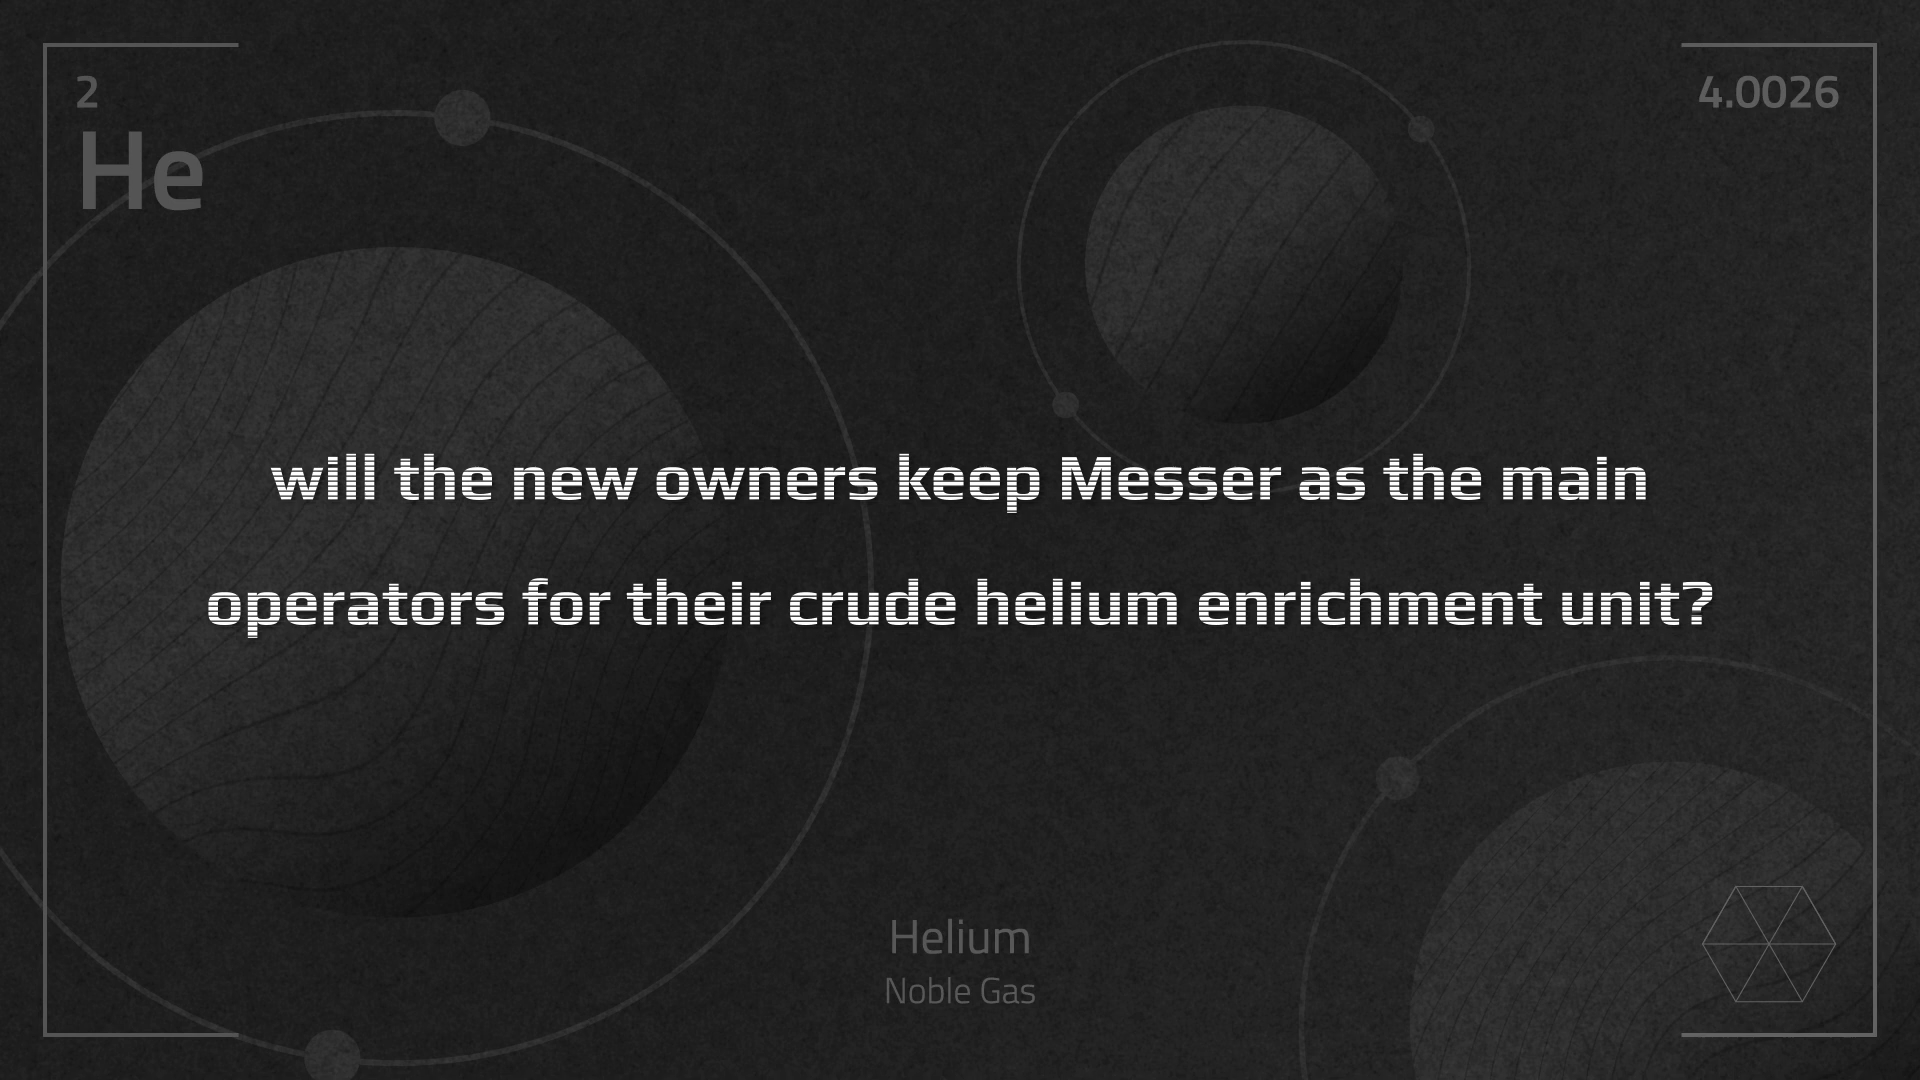 2
4.0026
He
will the new owners keep Messer as the main
operators for their crude helium enrichment unit?
Helium
Noble Gas